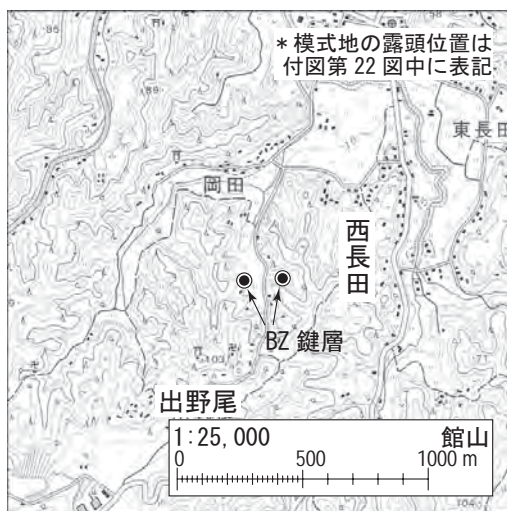 *模式地の露頭位置は
付図第22図中に表記
東長田
岡田
西長田
BZ 鍵層
出野尾
1:25,000 館山
0 500 1000 m